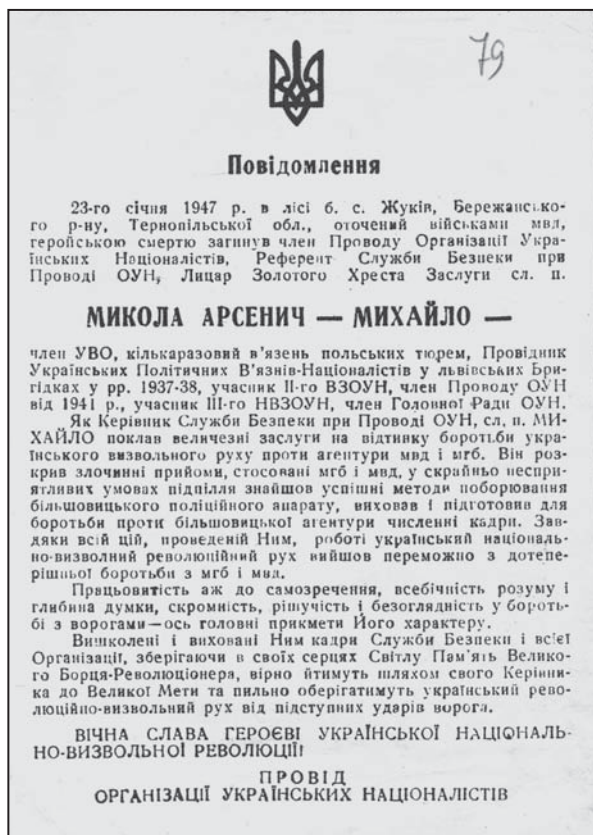 79
Повідомлення
23-го січня 1947 р. в лісі б. с. Жуків, Бережансько-
го р-ну, Тернопільської обл., оточений військами мвд,
геройською смертю загинув член Проводу Організації Укра-
їнських Націоналістів, Референт Служби Безпеки при
Проводі ОУН, Лицар Золотого Хреста Заслуги сл. п.
МИКОЛА АРСЕНИЧ — МИХАЙЛО —
член УВО, кількаразовий в'язень польських тюрем, Провідник
Українських Політичних В'язнів-Націоналістів у львівських Бри-
гідках у рр. 1937-38, учасник ІІ-го ВЗОУН, член Проводу ОУН
від 1941 р., учасник ІІІ-го НВЗОУН, член Головної Ради ОУН.
Як Керівник Служби Безпеки при Проводі ОУН, сл. п. МИ-
ХАЙЛО поклав величезні заслуги на відтинку боротьби укра-
їнського визвольного руху проти агентури мвд і мгб. Він роз-
крив злочинні прийоми, стосовані мгб і мвд, у скрайньо неспри-
ятливих умовах підпілля знайшов успішні методи поборювання
більшовицького поліційного апарату, виховав і підготовив для
боротьби проти більшовицької агентури численні кадри. Зав-
дяки всій цій, проведеній Ним, роботі український національ-
но-визволний революційний рух вийшов переможно з дотепе-
рішньої боротьби з мгб і мвд.
Працьовитість аж до самозречення, всебічність розуму і
глибина думки, скромність, рішучість і безоглядність у бороть-
бі з ворогами—ось головні прикмети Його характеру.
Вишколені і виховані Ним кадри Служби Безпеки і всієї
Організації, зберігаючи в своїх серцях Світлу Пам'ять Велико-
го Борця-Революціонера, вірно йтимуть шляхом свого Керівни-
ка до Великої Мети та пильно оберігатимуть український рево-
люційно-визвольний рух від підступних ударів ворога.
ВІЧНА СЛАВА ГЕРОЄВІ УКРАЇНСЬКОЇ НАЦІОНАЛЬ-
НО-ВИЗВОЛЬНОЇ РЕВОЛЮЦІЇ!
ПРОВІД
ОРГАНІЗАЦІЇ УКРАЇНСЬКИХ НАЦІОНАЛІСТІВ